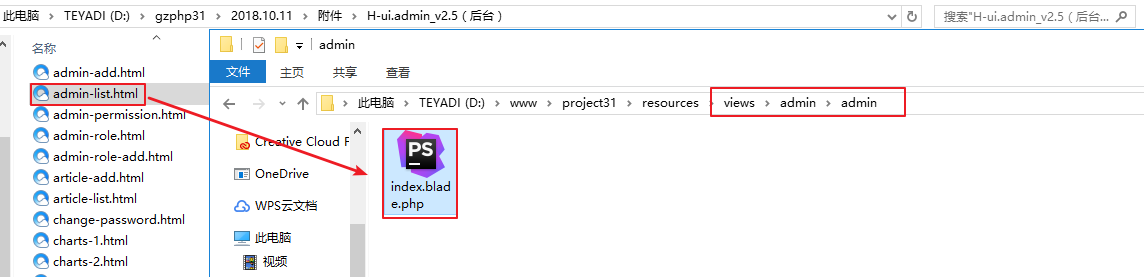 此电脑 › TEYADI (D:) › gzphp31 › 2018.10.11 › 附件 › H-ui.admin_v2.5（后台）
搜索"H-ui.admin_v2.5（后台）...
名称
admin-add.html
admin-list.html
admin-permission.html
admin-role.html
admin-role-add.html
article-add.html
article-list.html
change-password.html
charts-1.html
charts-2.html
admin
文件 主页 共享 查看
此电脑 › TEYADI (D:) › www › project31 › resources › views › admin › admin
Creative Cloud F
OneDrive
WPS云文档
此电脑
视频
PS
index.blad
e.php